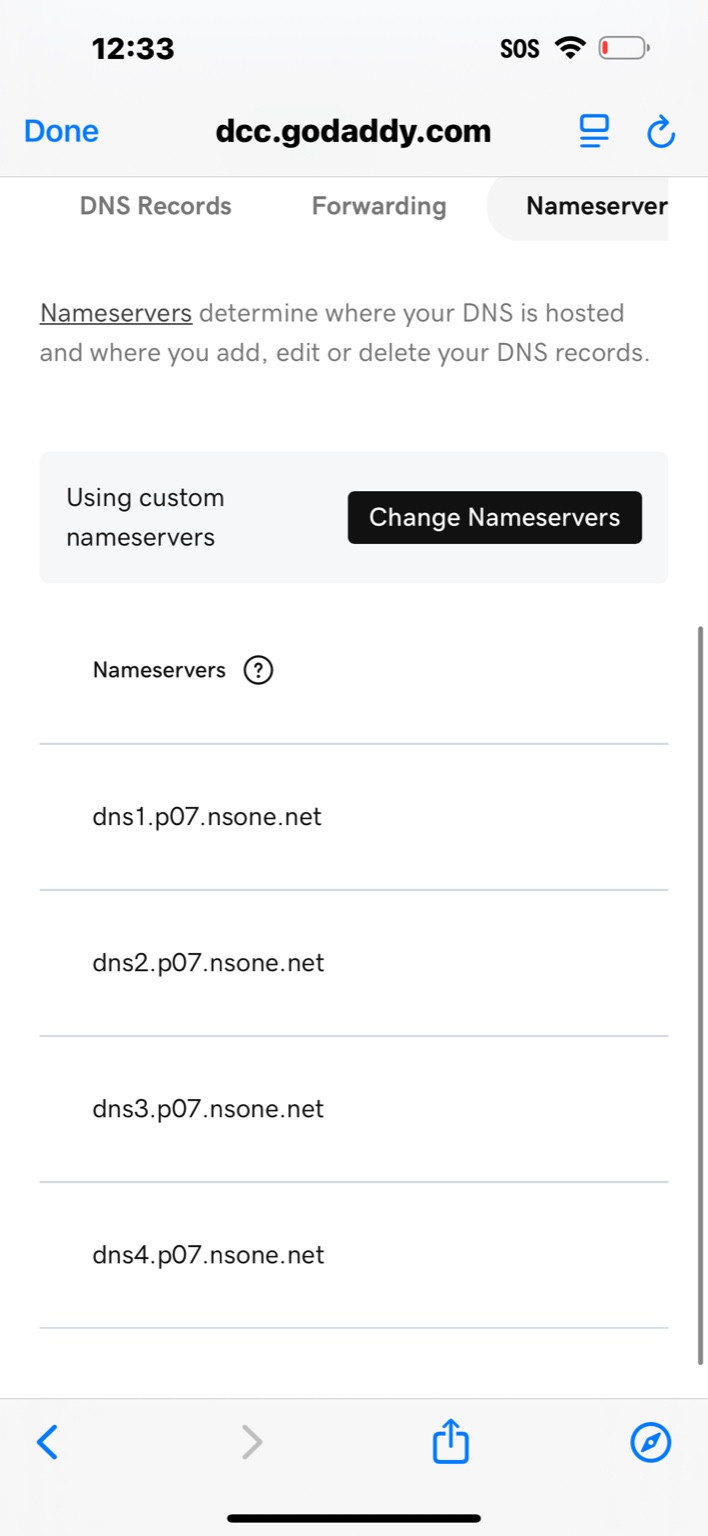 12:33
SOS
Done
dcc.godaddy.com
DNS Records
Forwarding
Nameserver
Nameservers determine where your DNS is hosted
and where you add, edit or delete your DNS records.
Using custom
nameservers
Change Nameservers
Nameservers ?
dns1.p07.nsone.net
dns2.p07.nsone.net
dns3.p07.nsone.net
dns4.p07.nsone.net